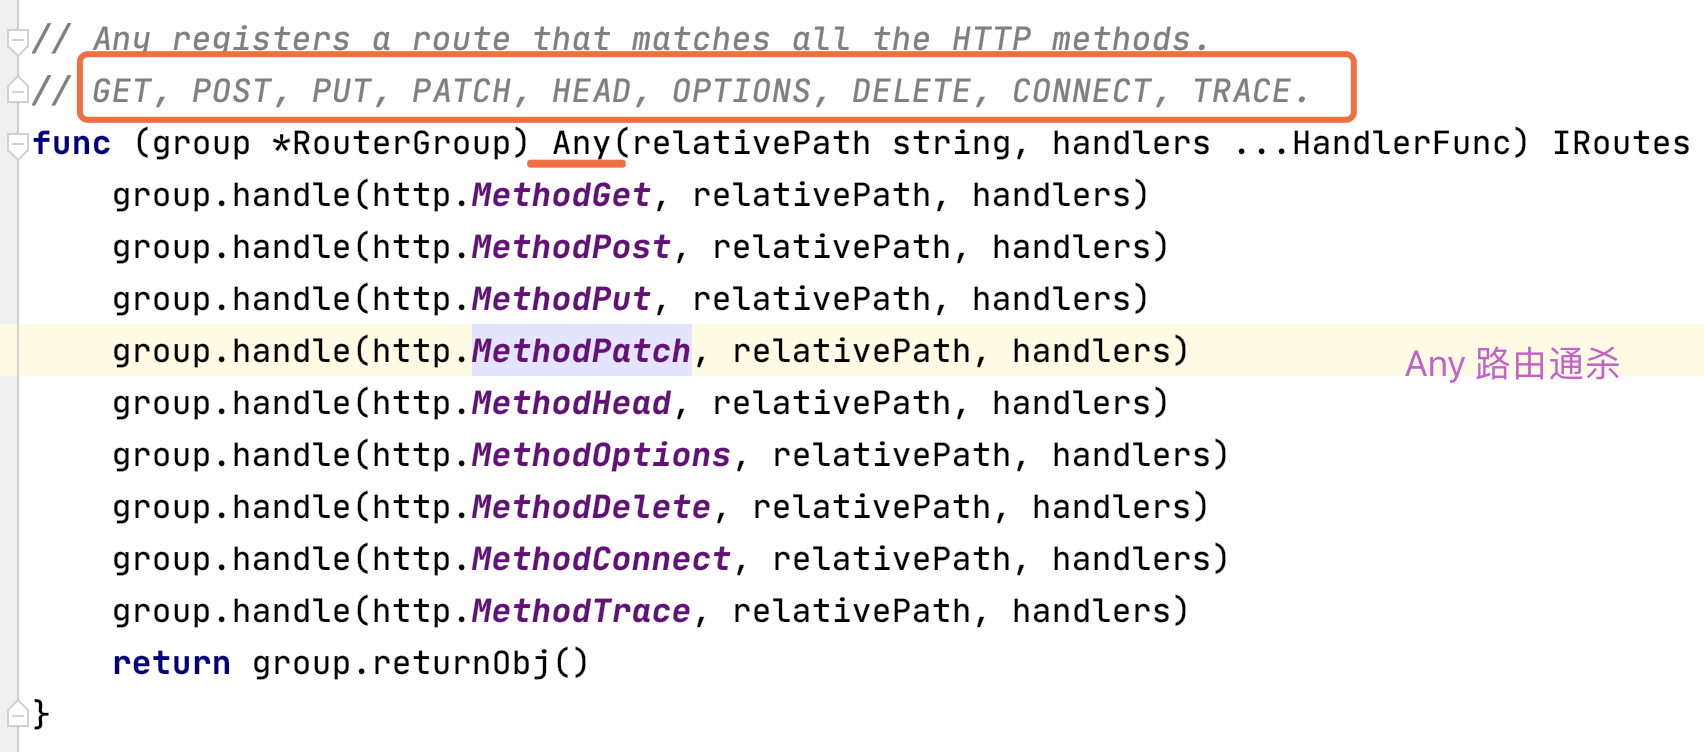 // Any registers a route that matches all the HTTP methods.
// GET, POST, PUT, PATCH, HEAD, OPTIONS, DELETE, CONNECT, TRACE.
func (group *RouterGroup) Any(relativePath string, handlers ...HandlerFunc) IRoutes
group.handle(http.MethodGet, relativePath, handlers)
group.handle(http.MethodPost, relativePath, handlers)
group.handle(http.MethodPut, relativePath, handlers)
group.handle(http.MethodPatch, relativePath, handlers)
Any 路由通杀
group.handle(http.MethodHead, relativePath, handlers)
group.handle(http.MethodOptions, relativePath, handlers)
group.handle(http.MethodDelete, relativePath, handlers)
group.handle(http.MethodConnect, relativePath, handlers)
group.handle(http.MethodTrace, relativePath, handlers)
return group.returnObj()
}